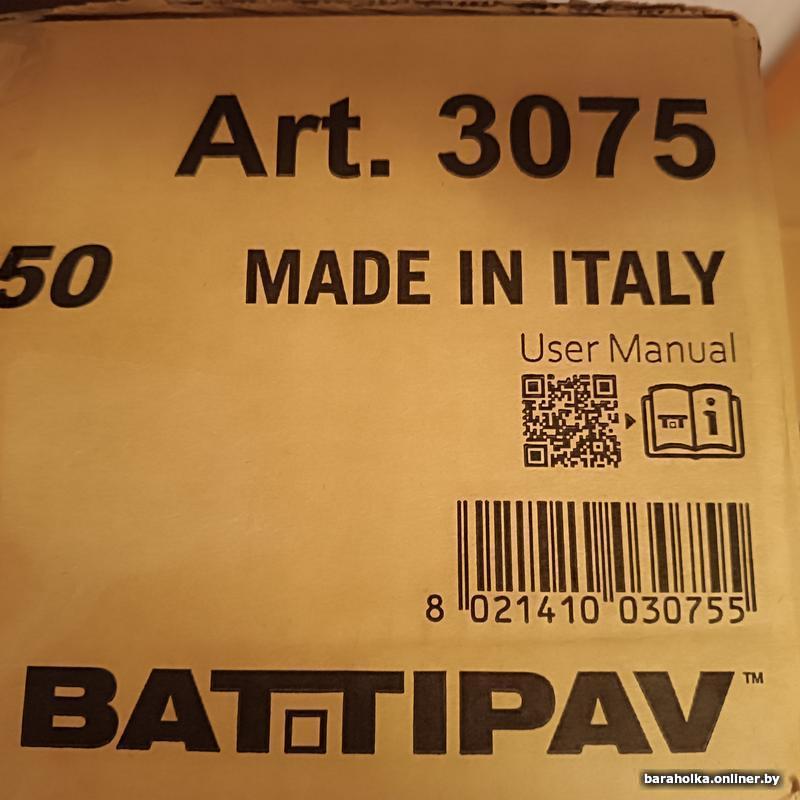 Art. 3075
50
MADE IN ITALY
User Manual
8 021410 030755
BATTIPAV™
baraholka.onliner.by